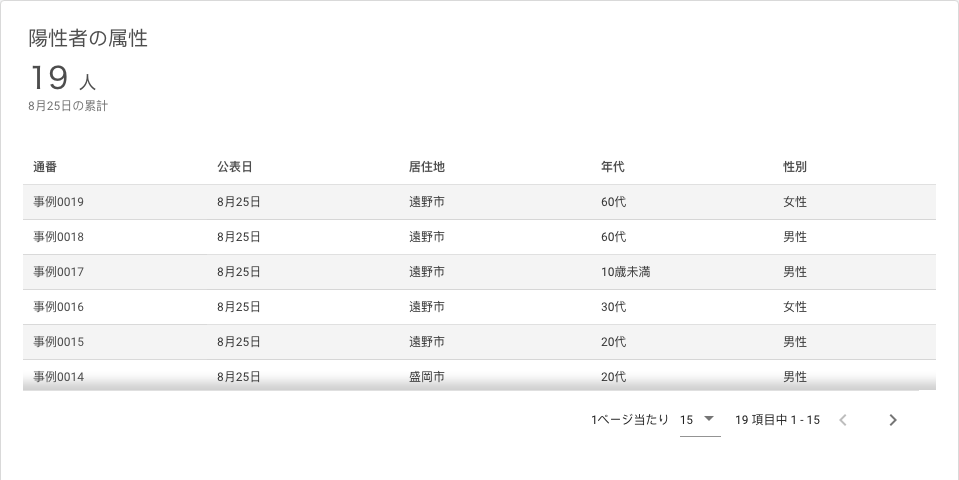 陽性者の属性
19 人
8月25日の累計
通番 公表日 居住地 年代 性別
事例0019 8月25日 遠野市 60代 女性
事例0018 8月25日 遠野市 60代 男性
事例0017 8月25日 遠野市 10歳未満 男性
事例0016 8月25日 遠野市 30代 女性
事例0015 8月25日 遠野市 20代 男性
事例0014 8月25日 盛岡市 20代 男性
1ページ当たり 15 19 項目中 1 - 15